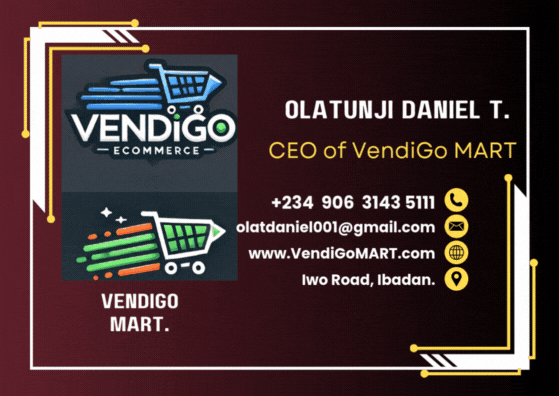 VENDiGO
ECOMMERCE
VENDIGO
MART.
OLATUNJI DANIEL T.
CEO of VendiGo MART
+234 906 3143 5111
olatdaniel001@gmail.com
www.VendiGoMART.com
Iwo Road, Ibadan.